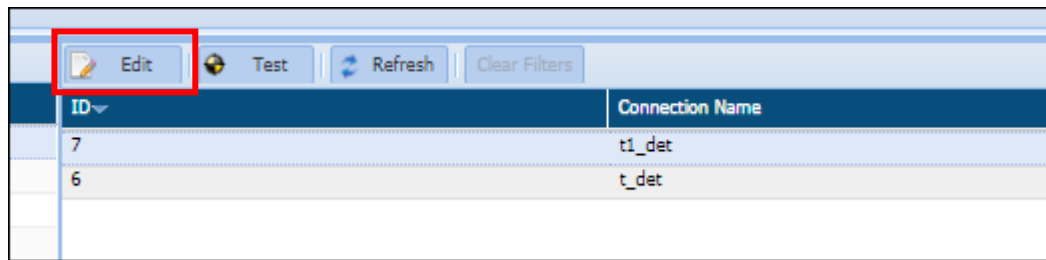 Edit Test Refresh Clear Filters
ID Connection Name
7 t1_det
6 t_det